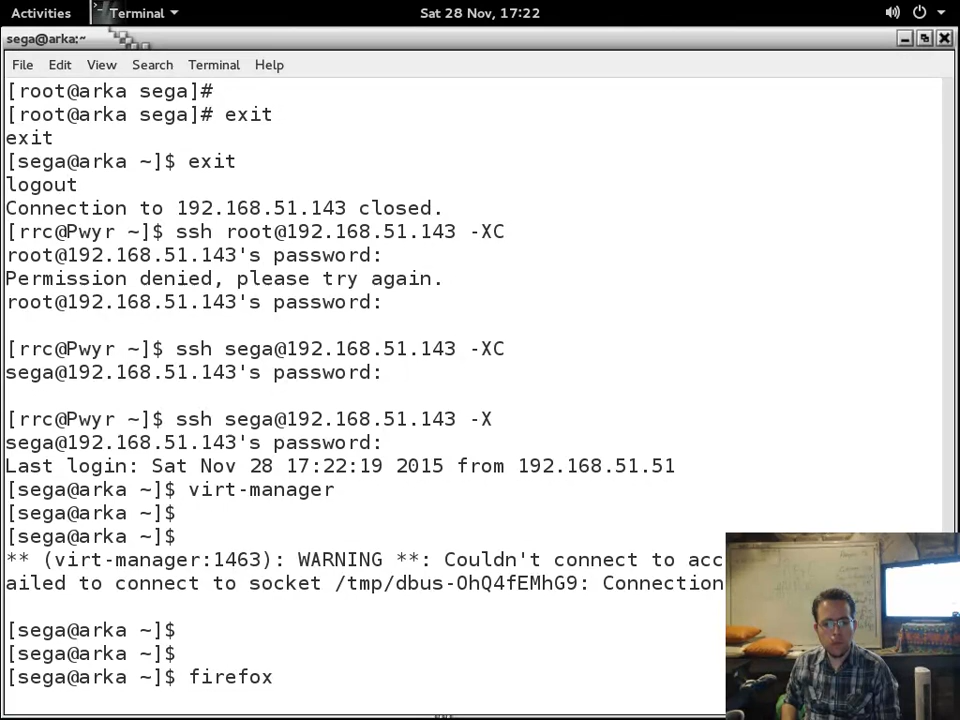 Activities
Terminal
Sat 28 Nov, 17:22
sega@arka:~
File Edit View Search Terminal Help
[root@arka sega]#
[root@arka sega]# exit
exit
[sega@arka ~]$ exit
logout
Connection to 192.168.51.143 closed.
[rrc@Pwyr ~]$ ssh root@192.168.51.143 -XC
root@192.168.51.143's password:
Permission denied, please try again.
root@192.168.51.143's password:
[rrc@Pwyr ~]$ ssh sega@192.168.51.143 -XC
sega@192.168.51.143's password:
[rrc@Pwyr ~]$ ssh sega@192.168.51.143 -X
sega@192.168.51.143's password:
Last login: Sat Nov 28 17:22:19 2015 from 192.168.51.51
[sega@arka ~]$ virt-manager
[sega@arka ~]$
[sega@arka ~]$
** (virt-manager:1463): WARNING **: Couldn't connect to acc
ailed to connect to socket /tmp/dbus-OhQ4fEMhG9: Connection
[sega@arka ~]$
[sega@arka ~]$
[sega@arka ~]$ firefox